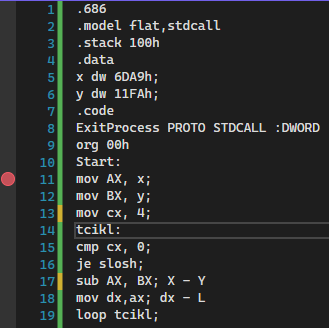 1 .686
2 .model flat,stdcall
3 .stack 100h
4 .data
5 x dw 6DA9h;
6 y dw 11FAh;
7 .code
8 ExitProcess PROTO STDCALL :DWORD
9 org 00h
10 Start:
11 mov AX, x;
12 mov BX, y;
13 mov cx, 4;
14 tcikl:
15 cmp cx, 0;
16 je slosh;
17 sub AX, BX; X - Y
18 mov dx,ax; dx - L
19 loop tcikl;